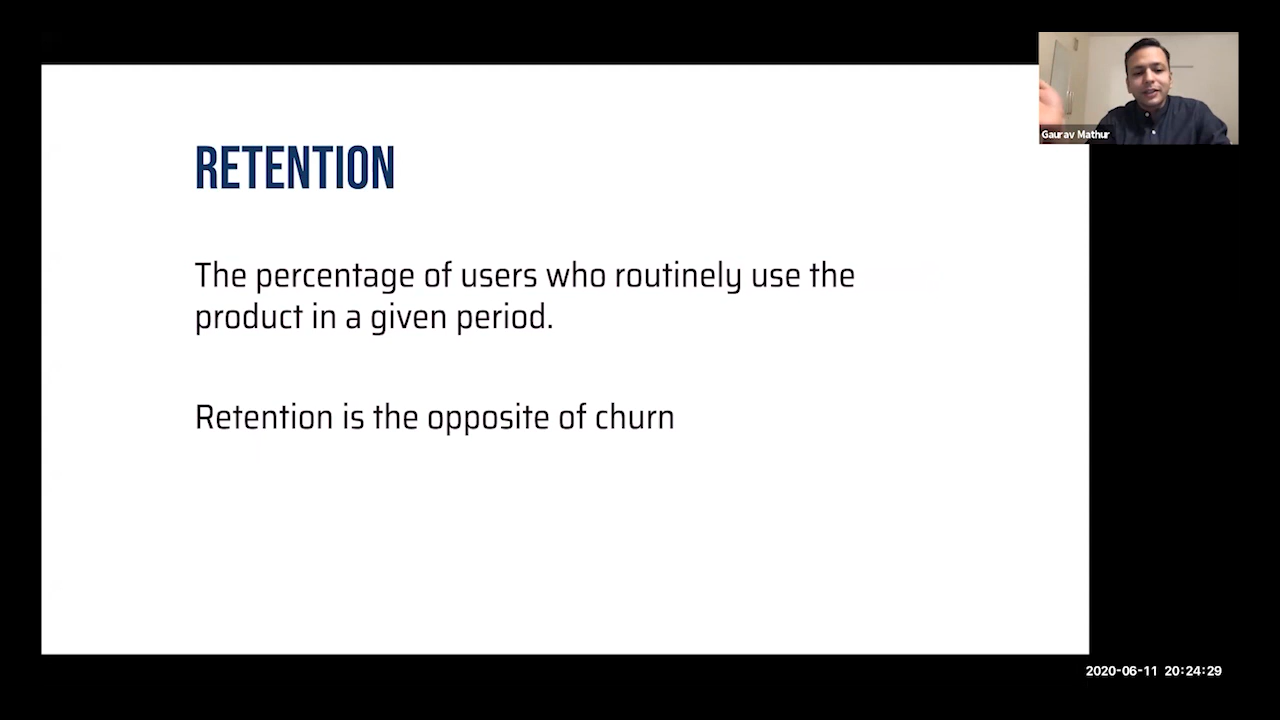 RETENTION
The percentage of users who routinely use the
product in a given period.
Retention is the opposite of churn
Gaurav Mathur
2020-06-11 20:24:29